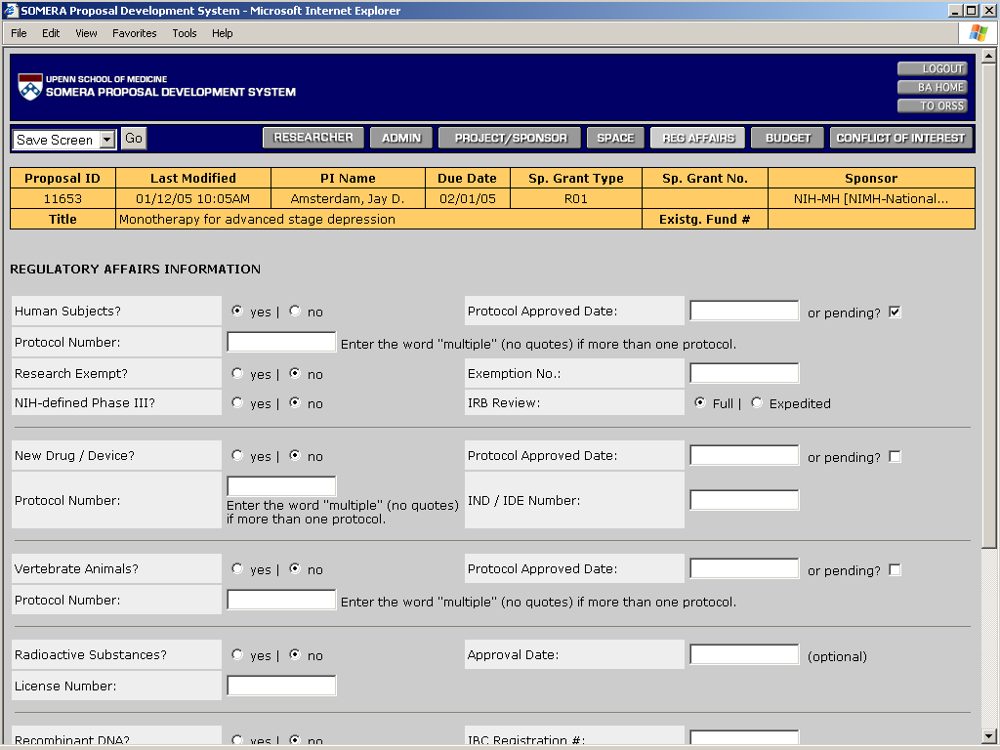 SOMERA Proposal Development System - Microsoft Internet Explorer
File Edit View Favorites Tools Help
UPENN SCHOOL OF MEDICINE
SOMERA PROPOSAL DEVELOPMENT SYSTEM
LOGOUT
BA HOME
TO ORSS
Save Screen Go RESEARCHER ADMIN PROJECT/SPONSOR SPACE REG AFFAIRS BUDGET CONFLICT OF INTEREST
Proposal ID Last Modified PI Name Due Date Sp. Grant Type Sp. Grant No. Sponsor
11653 01/12/05 10:05AM Amsterdam, Jay D. 02/01/05 R01 NIH-MH [NIMH-National...
Title Monotherapy for advanced stage depression Existg. Fund #
REGULATORY AFFAIRS INFORMATION
Human Subjects? yes | no Protocol Approved Date: or pending?
Protocol Number: Enter the word "multiple" (no quotes) if more than one protocol.
Research Exempt? yes | no Exemption No.:
NIH-defined Phase III? yes | no IRB Review: Full | Expedited
New Drug / Device? yes | no Protocol Approved Date: or pending?
Protocol Number: Enter the word "multiple" (no quotes) IND / IDE Number:
if more than one protocol.
Vertebrate Animals? yes | no Protocol Approved Date: or pending?
Protocol Number: Enter the word "multiple" (no quotes) if more than one protocol.
Radioactive Substances? yes | no Approval Date: (optional)
License Number:
Recombinant DNA? yes | no IBC Registration #: